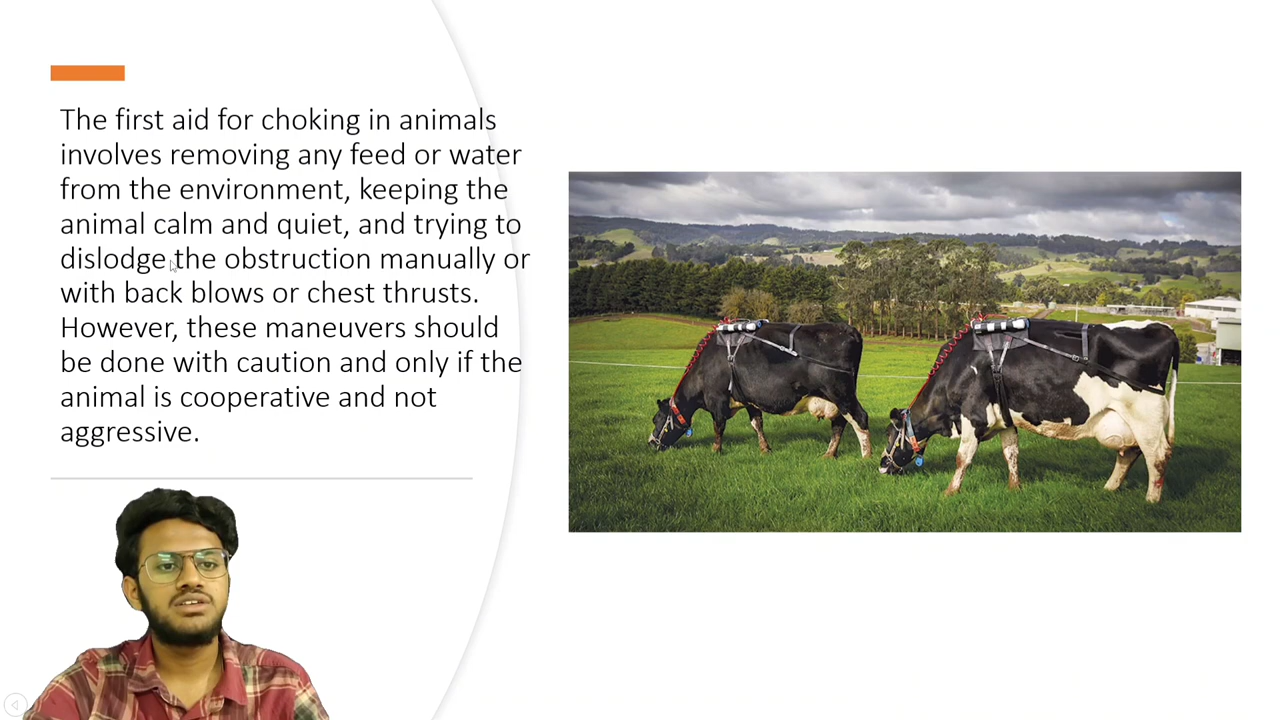 The first aid for choking in animals
involves removing any feed or water
from the environment, keeping the
animal calm and quiet, and trying to
dislodge the obstruction manually or
with back blows or chest thrusts.
However, these maneuvers should
be done with caution and only if the
animal is cooperative and not
aggressive.